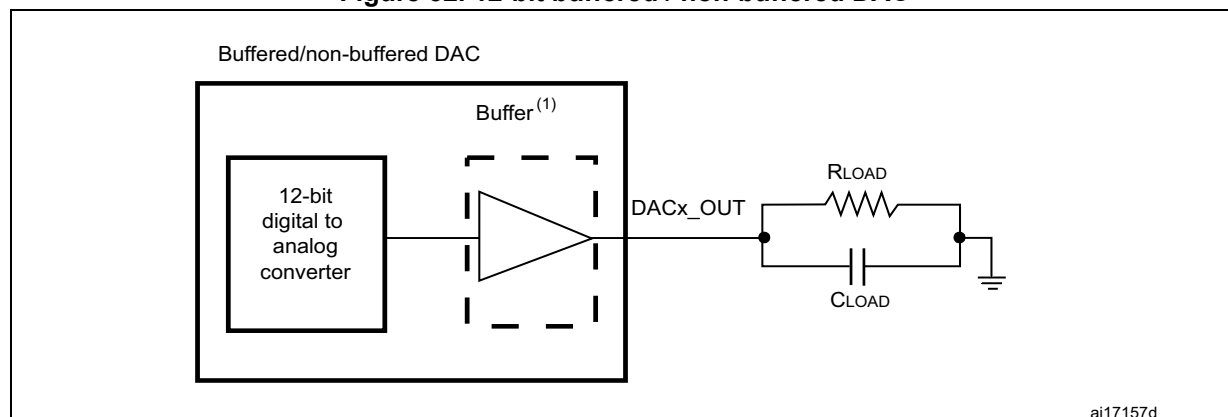 Buffered/non-buffered DAC
Buffer (1)
12-bit
digital to
analog
converter
DACx_OUT
RLOAD
CLOAD
ai17157d